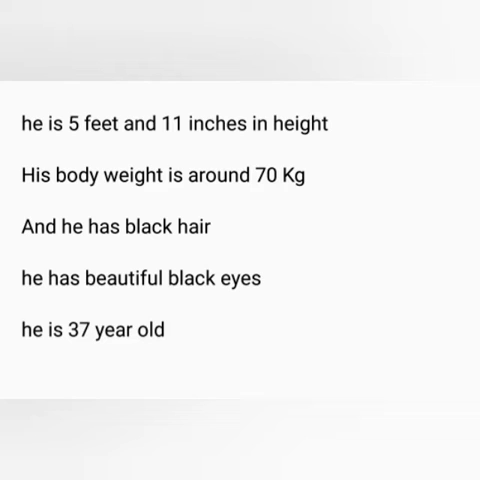 he is 5 feet and 11 inches in height
His body weight is around 70 Kg
And he has black hair
he has beautiful black eyes
he is 37 year old